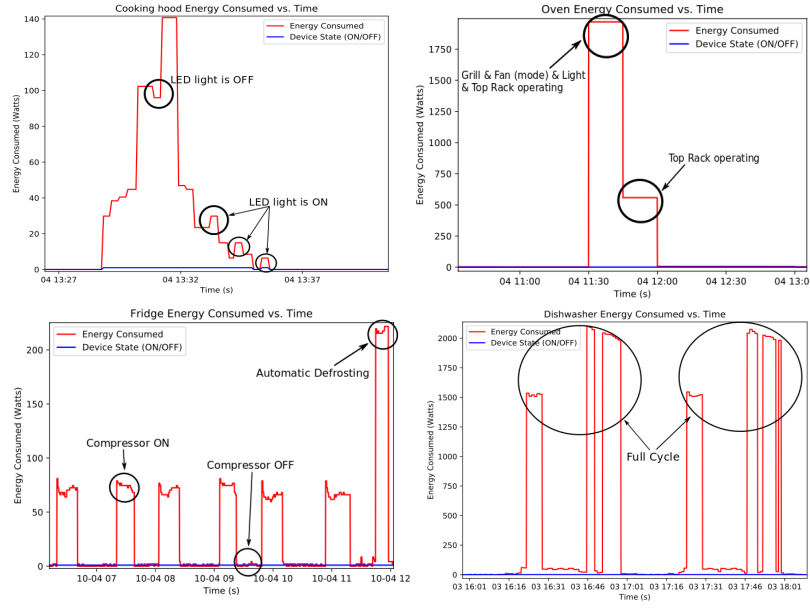 Cooking hood Energy Consumed vs. Time
Energy Consumed
Device State (ON/OFF)
LED light is OFF
LED light is ON
Energy Consumed (Watts)
140
120
100
80
60
40
20
0
04 13:27
04 13:32
04 13:37
Time (s)
Oven Energy Consumed vs. Time
Energy Consumed
Device State (ON/OFF)
Grill & Fan (mode) & Light
& Top Rack operating
Top Rack operating
Energy Consumed (Watts)
1750
1500
1250
1000
750
500
250
0
04 11:00
04 11:30
04 12:00
04 12:30
04 13:0
Time (s)
Fridge Energy Consumed vs. Time
Energy Consumed
Device State (ON/OFF)
Automatic Defrosting
Compressor ON
Compressor OFF
Energy Consumed (Watts)
200
150
100
50
0
10-04 07
10-04 08
10-04 09
10-04 10
10-04 11
10-04 12
Time (s)
Dishwasher Energy Consumed vs. Time
Energy Consumed
Device State (ON/OFF)
Full Cycle
Energy Consumed (Watts)
2000
1750
1500
1250
1000
750
500
250
0
03 16:01
03 16:16
03 16:31
03 16:46
03 17:01
03 17:16
03 17:31
03 17:46
03 18:01
Time (s)